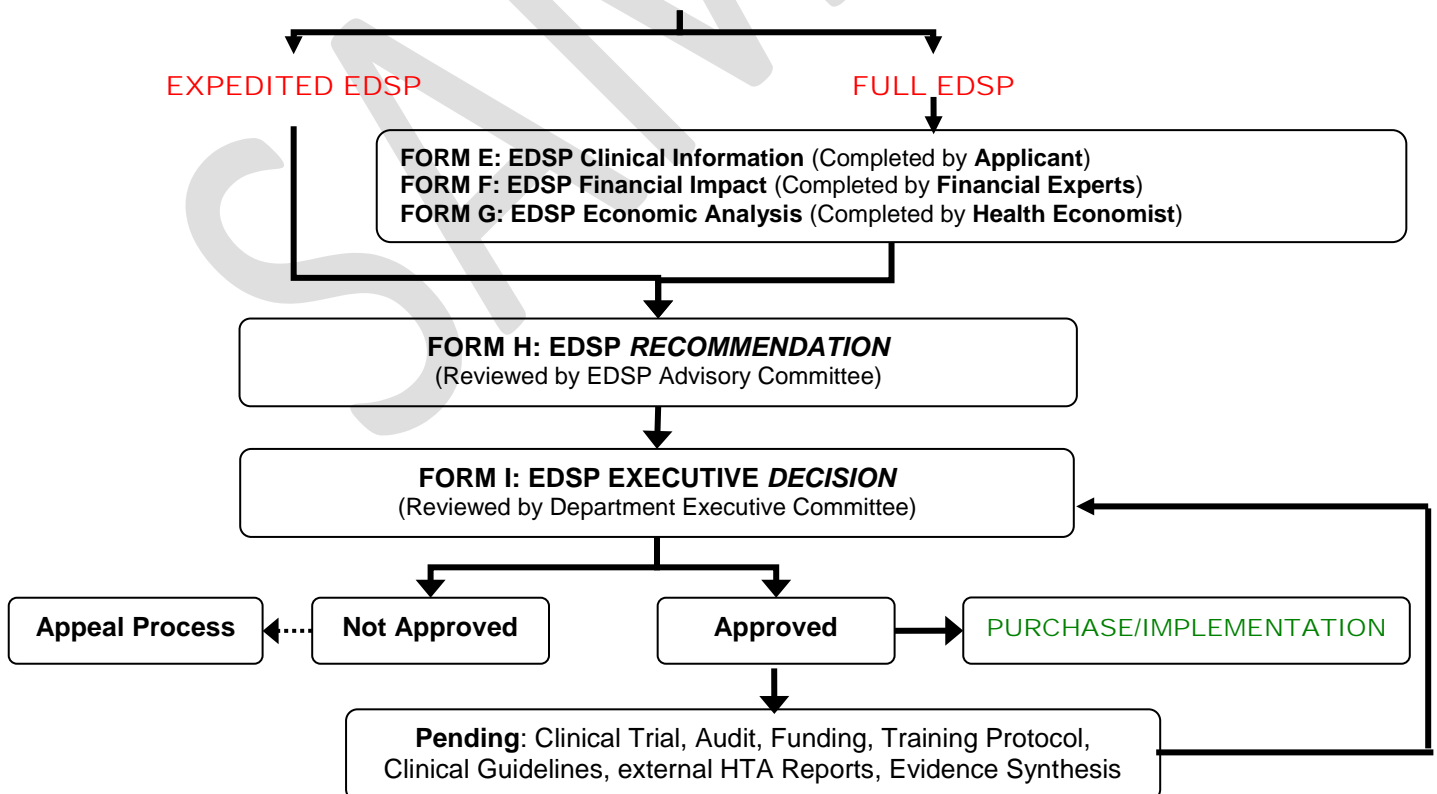 EXPEDITED EDSP
FULL EDSP
FORM E: EDSP Clinical Information (Completed by Applicant)
FORM F: EDSP Financial Impact (Completed by Financial Experts)
FORM G: EDSP Economic Analysis (Completed by Health Economist)
FORM H: EDSP RECOMMENDATION
(Reviewed by EDSP Advisory Committee)
FORM I: EDSP EXECUTIVE DECISION
(Reviewed by Department Executive Committee)
Appeal Process
Not Approved
Approved
PURCHASE/IMPLEMENTATION
Pending: Clinical Trial, Audit, Funding, Training Protocol,
Clinical Guidelines, external HTA Reports, Evidence Synthesis